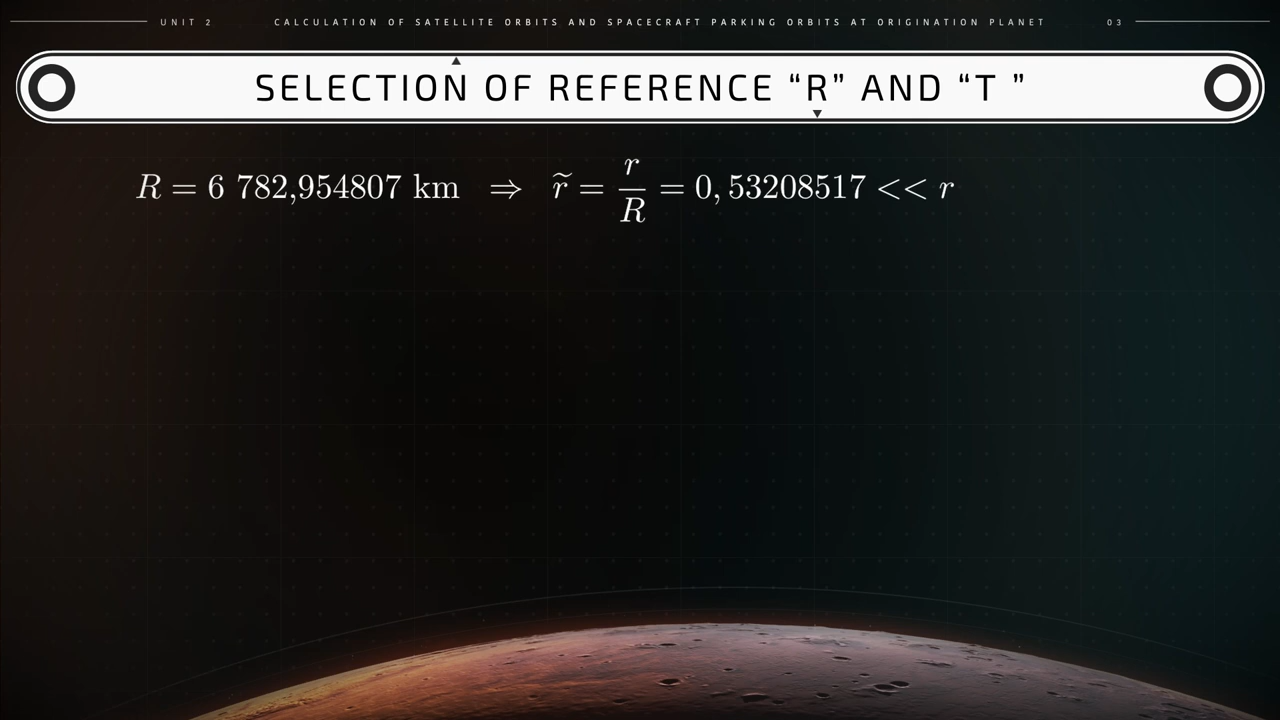 UNIT 2 CALCULATION OF SATELLITE ORBITS AND SPACECRAFT PARKING ORBITS AT ORIGINATION PLANET 03
SELECTION OF REFERENCE “R” AND “T ”
R = 6 782,954807 km ⇒ r̃ = r/R = 0, 53208517 << r